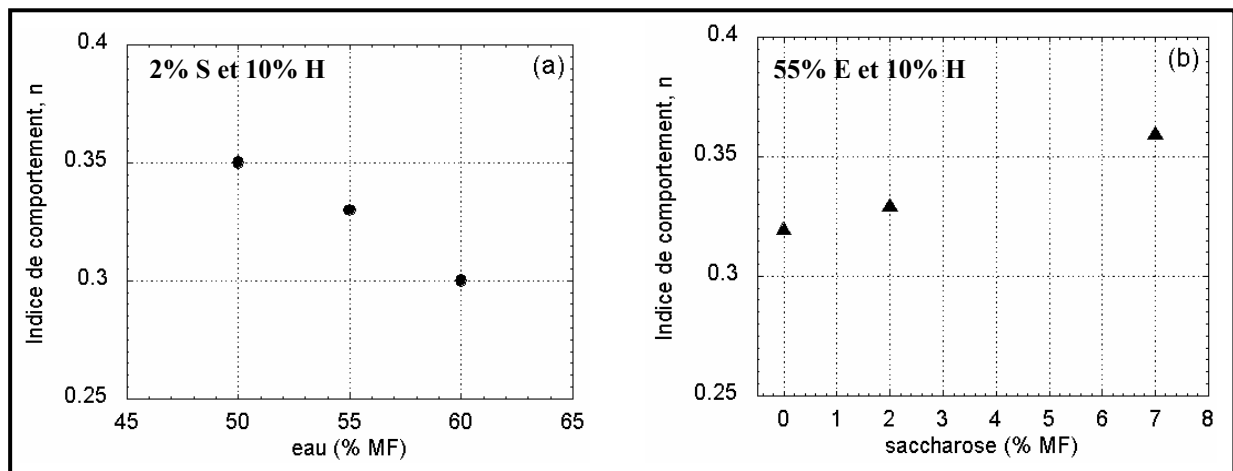 2% S et 10% H
(a)
0.4
0.35
0.3
0.25
Indice de comportement, n
45 50 55 60 65
eau (% MF)
55% E et 10% H
(b)
0.4
0.35
0.3
0.25
Indice de comportement, n
0 1 2 3 4 5 6 7 8
saccharose (% MF)